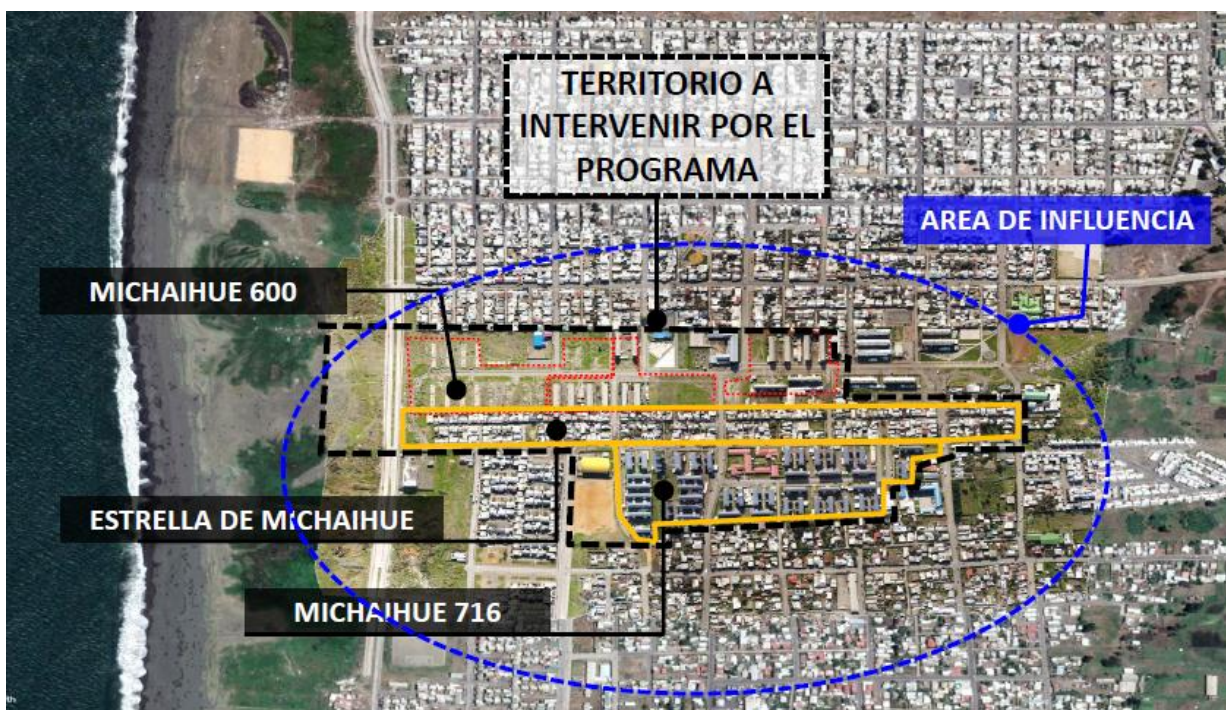 TERRITORIO A
INTERVENIR POR EL
PROGRAMA
AREA DE INFLUENCIA
MICHAIHUE 600
ESTRELLA DE MICHAIHUE
MICHAIHUE 716